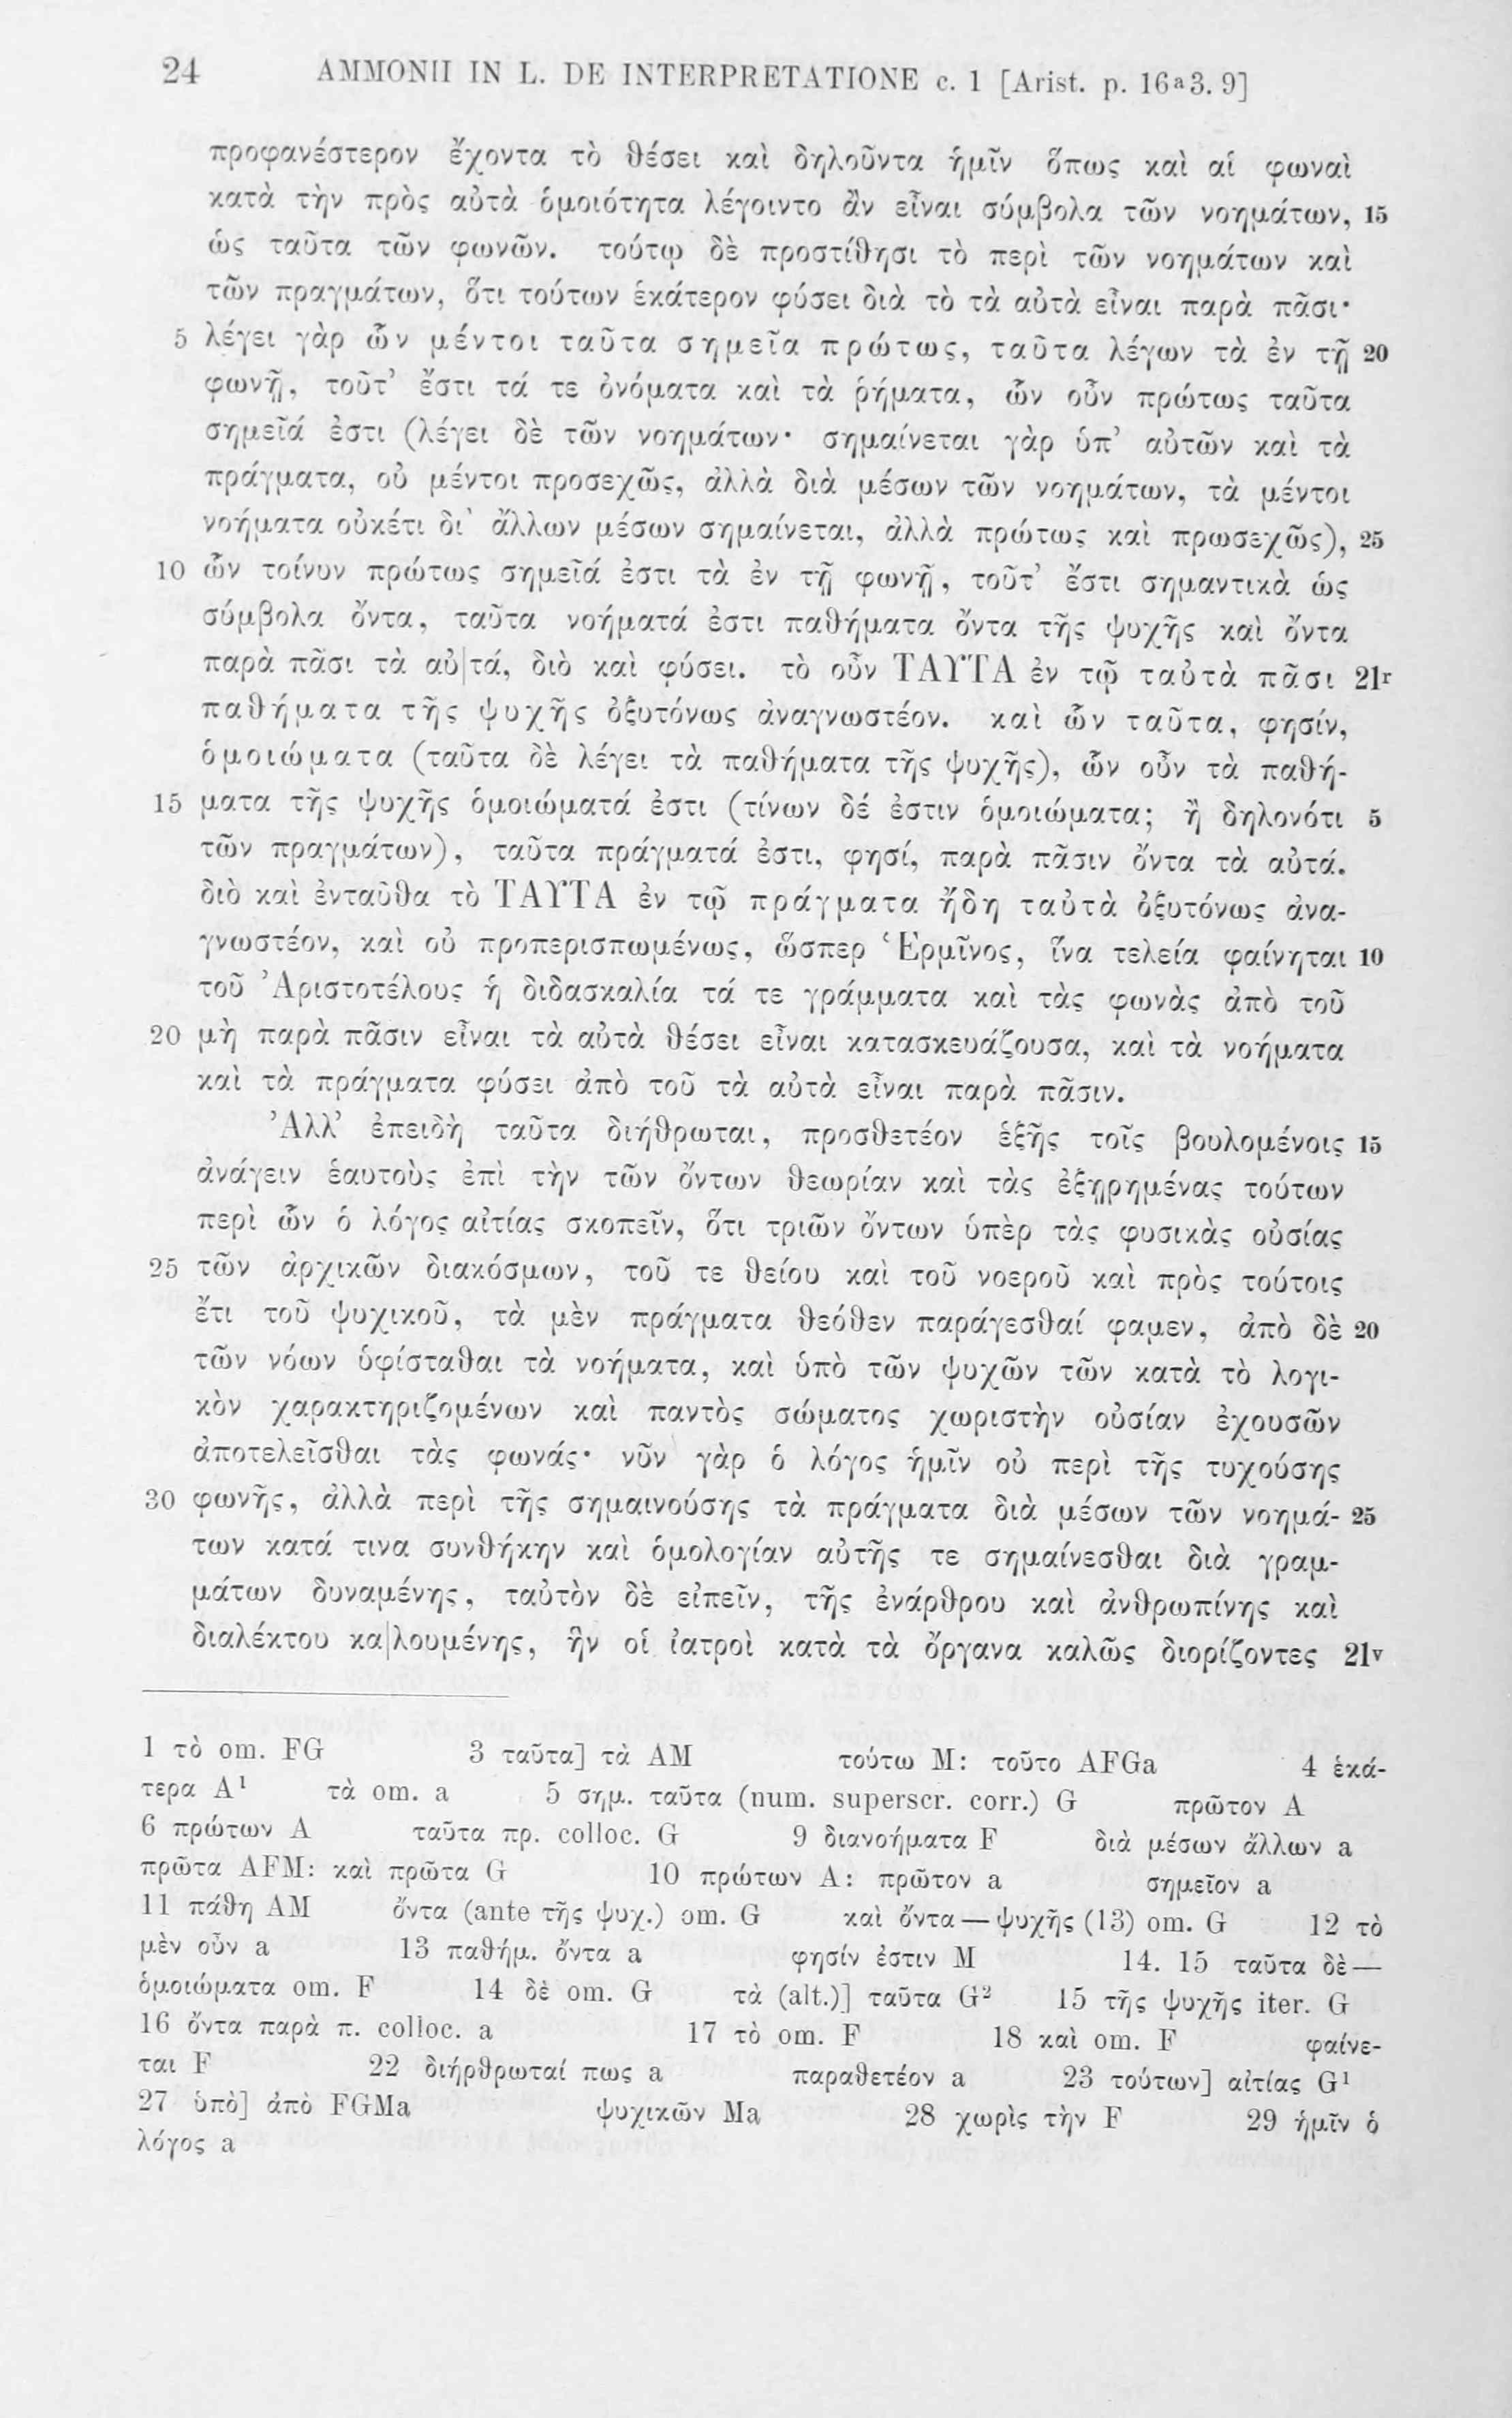 24 AMMONII IN L. DE INTERPRETATIONE c. 1 [Arist. p. 16ᵃ3. 9]
προφανέστερον ἔχοντα τὸ θέσει καὶ δηλοῦντα ἡμῖν ὅπως καὶ αἱ φωναὶ
κατὰ τὴν πρὸς αὐτὰ ὁμοιότητα λέγοιντο ἂν εἶναι σύμβολα τῶν νοημάτων, 15
ὡς ταῦτα τῶν φωνῶν. τούτῳ δὲ προστίθησι τὸ περὶ τῶν νοημάτων καὶ
τῶν πραγμάτων, ὅτι τούτων ἑκάτερον φύσει διὰ τὸ τὰ αὐτὰ εἶναι παρὰ πᾶσι·
5 λέγει γὰρ ὧν μέντοι ταῦτα σημεῖα πρώτως, ταῦτα λέγων τὰ ἐν τῇ 20
φωνῇ, τοῦτ’ ἔστι τά τε ὀνόματα καὶ τὰ ῥήματα, ὧν οὖν πρώτως ταῦτα
σημεῖά ἐστι (λέγει δὲ τῶν νοημάτων· σημαίνεται γὰρ ὑπ’ αὐτῶν καὶ τὰ
πράγματα, οὐ μέντοι προσεχῶς, ἀλλὰ διὰ μέσων τῶν νοημάτων, τὰ μέντοι
νοήματα οὐκέτι δι’ ἄλλων μέσων σημαίνεται, ἀλλὰ πρώτως καὶ πρωσεχῶς), 25
10 ὧν τοίνυν πρώτως σημεῖά ἐστι τὰ ἐν τῇ φωνῇ, τοῦτ’ ἔστι σημαντικὰ ὡς
σύμβολα ὄντα, ταῦτα νοήματά ἐστι παθήματα ὄντα τῆς ψυχῆς καὶ ὄντα
παρὰ πᾶσι τὰ αὐ|τά, διὸ καὶ φύσει. τὸ οὖν ΤΑΥΤΑ ἐν τῷ ταὐτὰ πᾶσι 21ʳ
παθήματα τῆς ψυχῆς ὀξυτόνως ἀναγνωστέον. καὶ ὧν ταῦτα, φησίν,
ὁμοιώματα (ταῦτα δὲ λέγει τὰ παθήματα τῆς ψυχῆς), ὧν οὖν τὰ παθή-
15 ματα τῆς ψυχῆς ὁμοιώματά ἐστι (τίνων δέ ἐστιν ὁμοιώματα; ἢ δηλονότι 5
τῶν πραγμάτων), ταῦτα πράγματά ἐστι, φησί, παρὰ πᾶσιν ὄντα τὰ αὐτά.
διὸ καὶ ἐνταῦθα τὸ ΤΑΥΤΑ ἐν τῷ πράγματα ἤδη ταὐτὰ ὀξυτόνως ἀνα-
γνωστέον, καὶ οὐ προπερισπωμένως, ὥσπερ Ἑρμῖνος, ἵνα τελεία φαίνηται 10
τοῦ Ἀριστοτέλους ἡ διδασκαλία τά τε γράμματα καὶ τὰς φωνὰς ἀπὸ τοῦ
20 μὴ παρὰ πᾶσιν εἶναι τὰ αὐτὰ θέσει εἶναι κατασκευάζουσα, καὶ τὰ νοήματα
καὶ τὰ πράγματα φύσει ἀπὸ τοῦ τὰ αὐτὰ εἶναι παρὰ πᾶσιν.
Ἀλλ’ ἐπειδὴ ταῦτα διήθρωται, προσθετέον ἑξῆς τοῖς βουλομένοις 15
ἀνάγειν ἑαυτοὺς ἐπὶ τὴν τῶν ὄντων θεωρίαν καὶ τὰς ἐξῃρημένας τούτων
περὶ ὧν ὁ λόγος αἰτίας σκοπεῖν, ὅτι τριῶν ὄντων ὑπὲρ τὰς φυσικὰς οὐσίας
25 τῶν ἀρχικῶν διακόσμων, τοῦ τε θείου καὶ τοῦ νοεροῦ καὶ πρὸς τούτοις
ἔτι τοῦ ψυχικοῦ, τὰ μὲν πράγματα θεόθεν παράγεσθαί φαμεν, ἀπὸ δὲ 20
τῶν νόων ὑφίσταθαι τὰ νοήματα, καὶ ὑπὸ τῶν ψυχῶν τῶν κατὰ τὸ λογι-
κὸν χαρακτηριζομένων καὶ παντὸς σώματος χωριστὴν οὐσίαν ἐχουσῶν
ἀποτελεῖσθαι τὰς φωνάς· νῦν γὰρ ὁ λόγος ἡμῖν οὐ περὶ τῆς τυχούσης
30 φωνῆς, ἀλλὰ περὶ τῆς σημαινούσης τὰ πράγματα διὰ μέσων τῶν νοημά- 25
των κατά τινα συνθήκην καὶ ὁμολογίαν αὐτῆς τε σημαίνεσθαι διὰ γραμ-
μάτων δυναμένης, ταὐτὸν δὲ εἰπεῖν, τῆς ἐνάρθρου καὶ ἀνθρωπίνης καὶ
διαλέκτου κα|λουμένης, ἣν οἱ ἰατροὶ κατὰ τὰ ὄργανα καλῶς διορίζοντες 21ᵛ
1 τὸ om. FG 3 ταῦτα] τὰ AM τούτω M: τοῦτο AFGa 4 ἑκά-
τερα A¹ τὰ om. a 5 σημ. ταῦτα (num. superscr. corr.) G πρῶτον A
6 πρώτων A ταῦτα πρ. colloc. G 9 διανοήματα F διὰ μέσων ἄλλων a
πρῶτα AFM: καὶ πρῶτα G 10 πρώτων A: πρῶτον a σημεῖον a
11 πάθη AM ὄντα (ante τῆς ψυχ.) om. G καὶ ὄντα — ψυχῆς (13) om. G 12 τὸ
μὲν οὖν a 13 παθήμ. ὄντα a φησίν ἐστιν M 14. 15 ταῦτα δὲ —
ὁμοιώματα om. F 14 δὲ om. G τὰ (alt.)] ταῦτα G² 15 τῆς ψυχῆς iter. G
16 ὄντα παρὰ π. colloc. a 17 τὸ om. F 18 καὶ om. F φαίνε-
ται F 22 διήρθρωταί πως a παραθετέον a 23 τούτων] αἰτίας G¹
27 ὑπὸ] ἀπὸ FGMa ψυχικῶν Ma 28 χωρὶς τὴν F 29 ἡμῖν ὁ
λόγος a